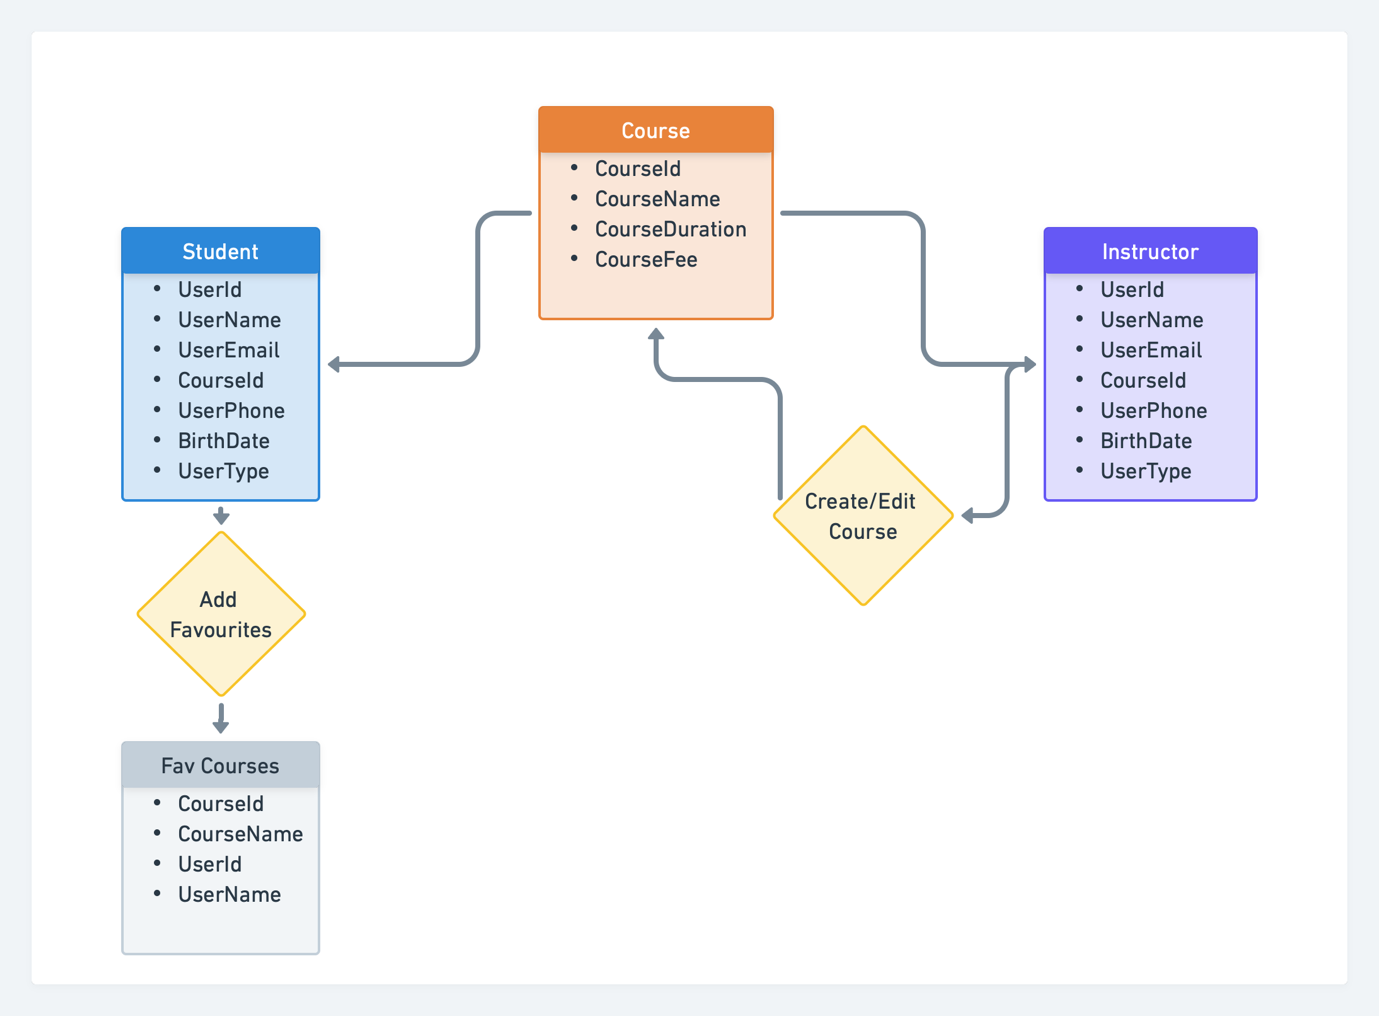 Course
• CourseId
• CourseName
• CourseDuration
• CourseFee
Student
• UserId
• UserName
• UserEmail
• CourseId
• UserPhone
• BirthDate
• UserType
Instructor
• UserId
• UserName
• UserEmail
• CourseId
• UserPhone
• BirthDate
• UserType
Create/Edit
Course
Add
Favourites
Fav Courses
• CourseId
• CourseName
• UserId
• UserName